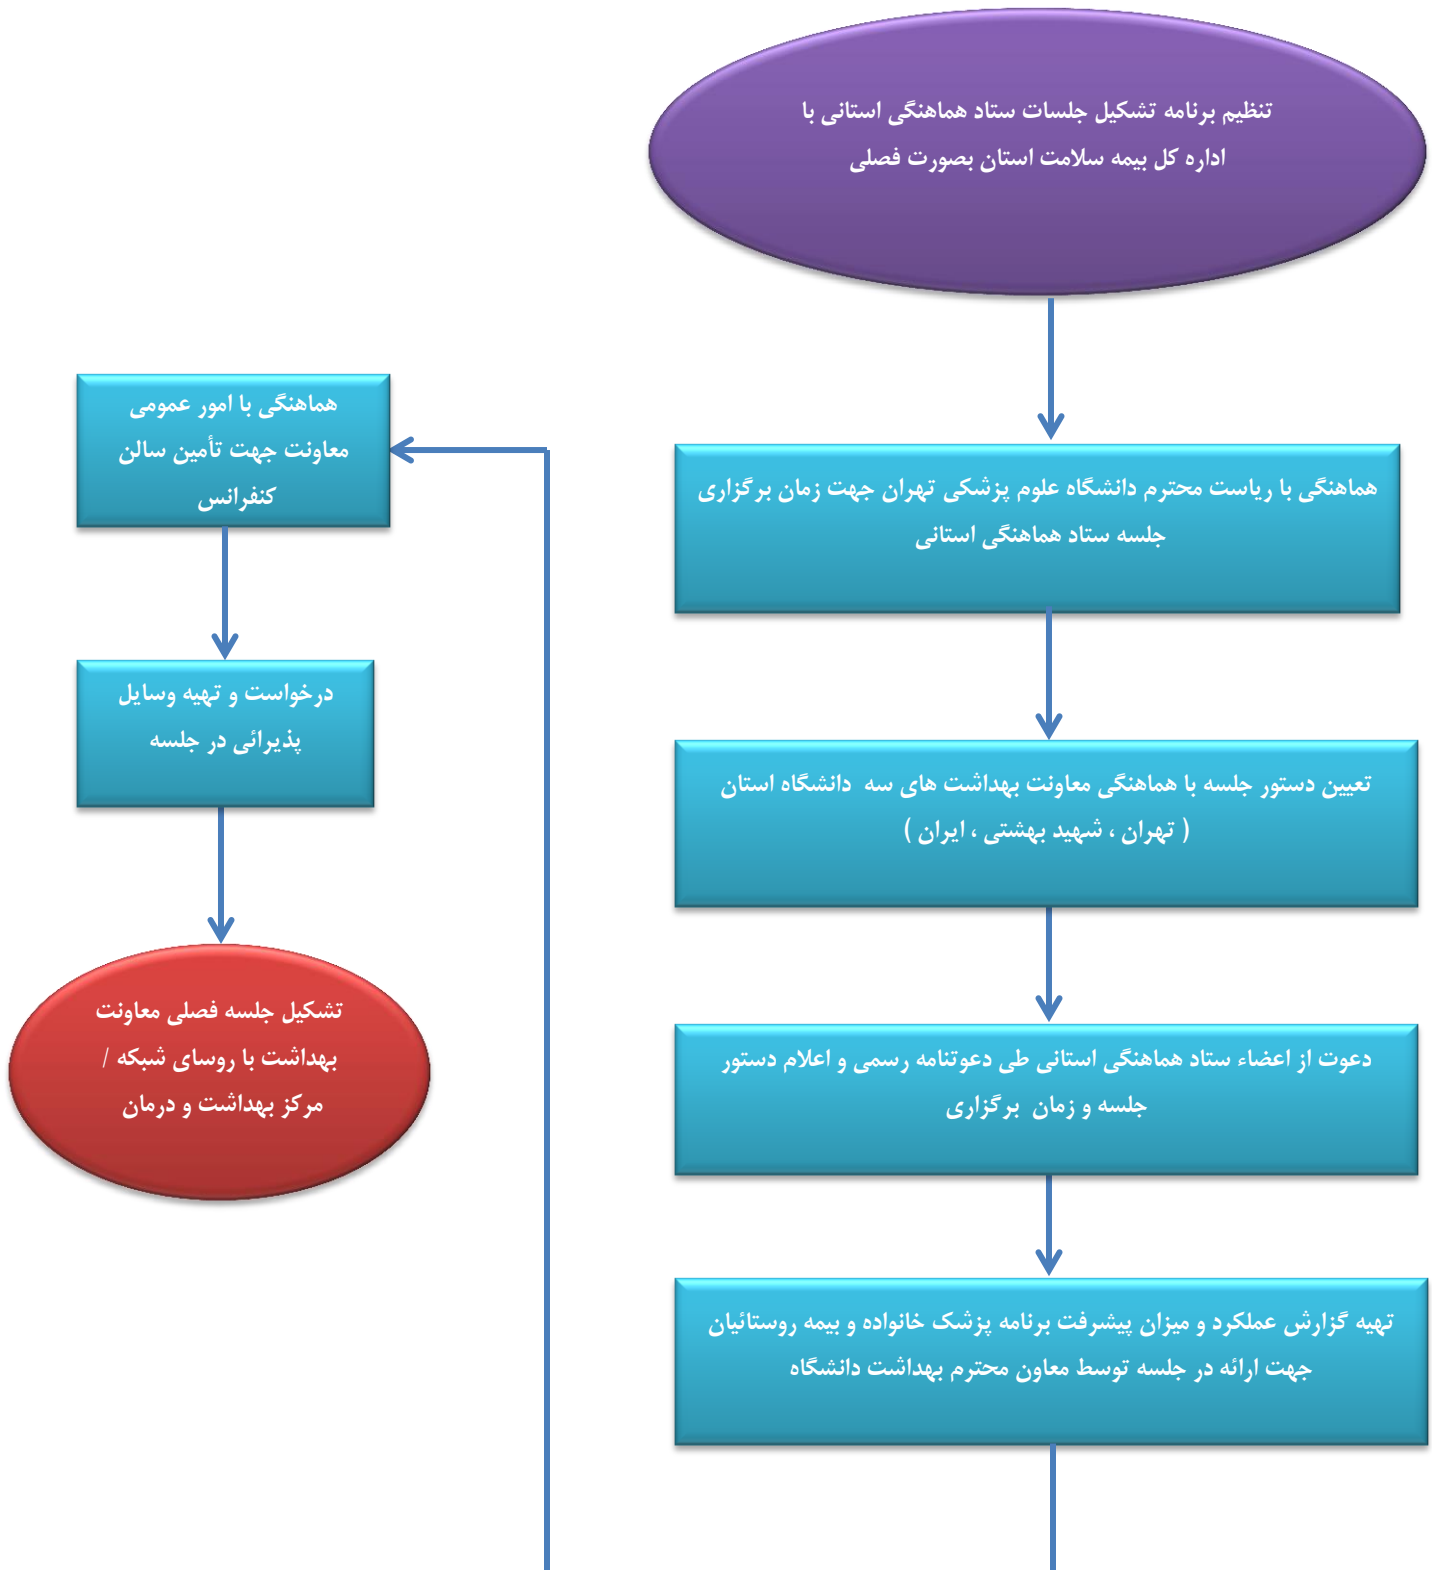 تنظیم برنامه تشکیل جلسات ستاد هماهنگی استانی با
اداره کل بیمه سلامت استان بصورت فصلی
هماهنگی با ریاست محترم دانشگاه علوم پزشکی تهران جهت زمان برگزاری
جلسه ستاد هماهنگی استانی
تعیین دستور جلسه با هماهنگی معاونت بهداشت های سه دانشگاه استان
( تهران ، شهید بهشتی ، ایران )
دعوت از اعضاء ستاد هماهنگی استانی طی دعوتنامه رسمی و اعلام دستور
جلسه و زمان برگزاری
تهیه گزارش عملکرد و میزان پیشرفت برنامه پزشک خانواده و بیمه روستائیان
جهت ارائه در جلسه توسط معاون محترم بهداشت دانشگاه
هماهنگی با امور عمومی
معاونت جهت تأمین سالن
کنفرانس
درخواست و تهیه وسایل
پذیرائی در جلسه
تشکیل جلسه فصلی معاونت
بهداشت با روسای شبکه /
مرکز بهداشت و درمان